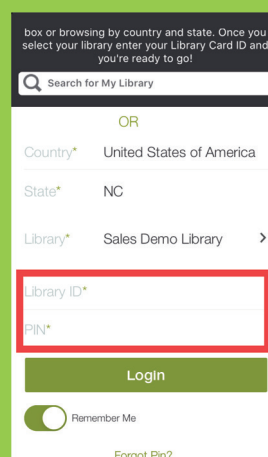 box or browsing by country and state. Once you
select your library enter your Library Card ID and
you're ready to go!
Search for My Library
OR
Country* United States of America
State* NC
Library* Sales Demo Library >
Library ID*
PIN*
Login
Remember Me
Forgot Pin?